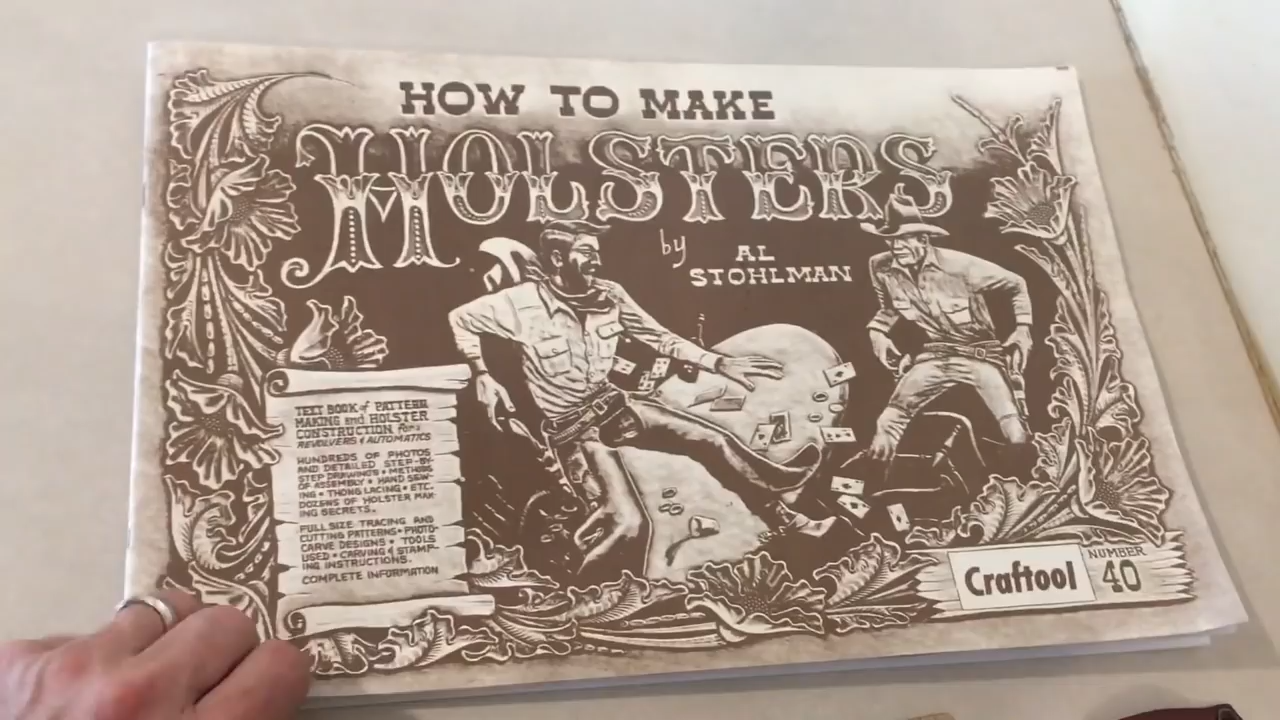 HOW TO MAKE
HOLSTERS
by AL
STOHLMAN
TEXT BOOK of PATTERN
MAKING and HOLSTER
CONSTRUCTION For
REVOLVERS & AUTOMATICS
HUNDREDS OF PHOTOS
AND DETAILED STEP-BY-
STEP DRAWINGS • METHODS
OF ASSEMBLY • HAND SEW-
ING • THONG LACING • ETC.
DOZENS OF HOLSTER MAK-
ING SECRETS.
FULL SIZE TRACING AND
CUTTING PATTERNS • PHOTO-
CARVE DESIGNS • TOOLS
USED • CARVING & STAMP-
ING INSTRUCTIONS.
COMPLETE INFORMATION
Craftool
NUMBER
40